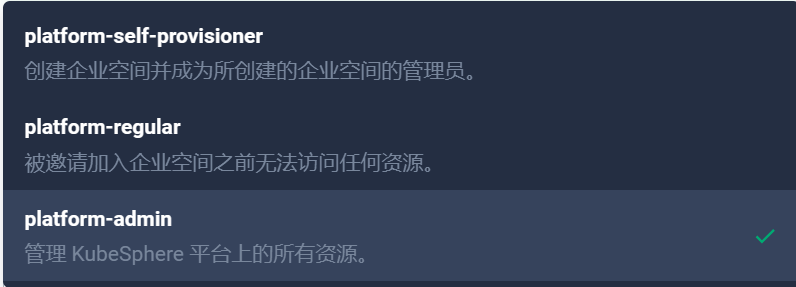 platform-self-provisioner
创建企业空间并成为所创建的企业空间的管理员。
platform-regular
被邀请加入企业空间之前无法访问任何资源。
platform-admin
管理 KubeSphere 平台上的所有资源。